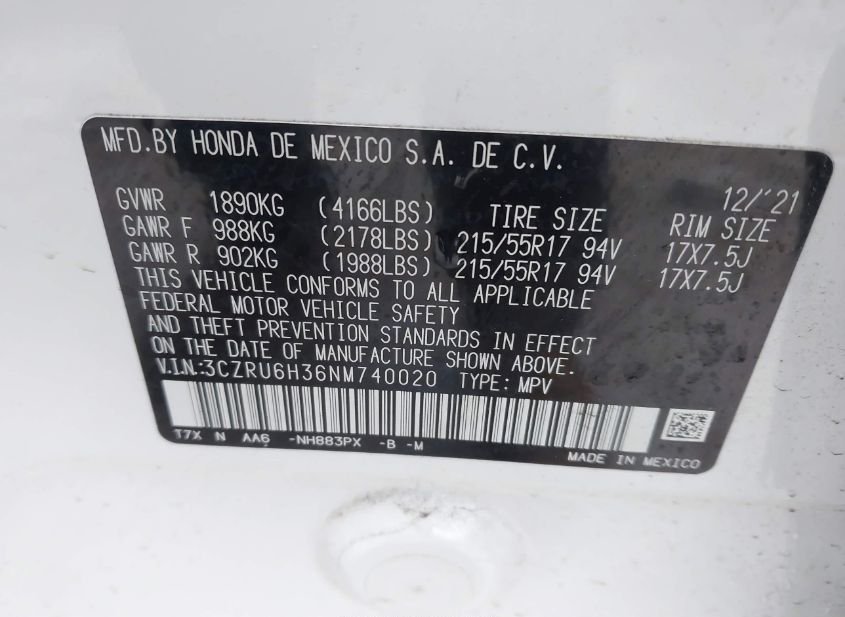 MFD.BY HONDA DE MEXICO S.A. DE C.V.
12/'21
GVWR 1890KG (4166LBS) TIRE SIZE RIM SIZE
GAWR F 988KG (2178LBS) 215/55R17 94V 17X7.5J
GAWR R 902KG (1988LBS) 215/55R17 94V 17X7.5J
THIS VEHICLE CONFORMS TO ALL APPLICABLE
FEDERAL MOTOR VEHICLE SAFETY
AND THEFT PREVENTION STANDARDS IN EFFECT
ON THE DATE OF MANUFACTURE SHOWN ABOVE.
V.I.N:3CZRU6H36NM740020 TYPE: MPV
T7X N AA6 -NH883PX -B -M
MADE IN MEXICO